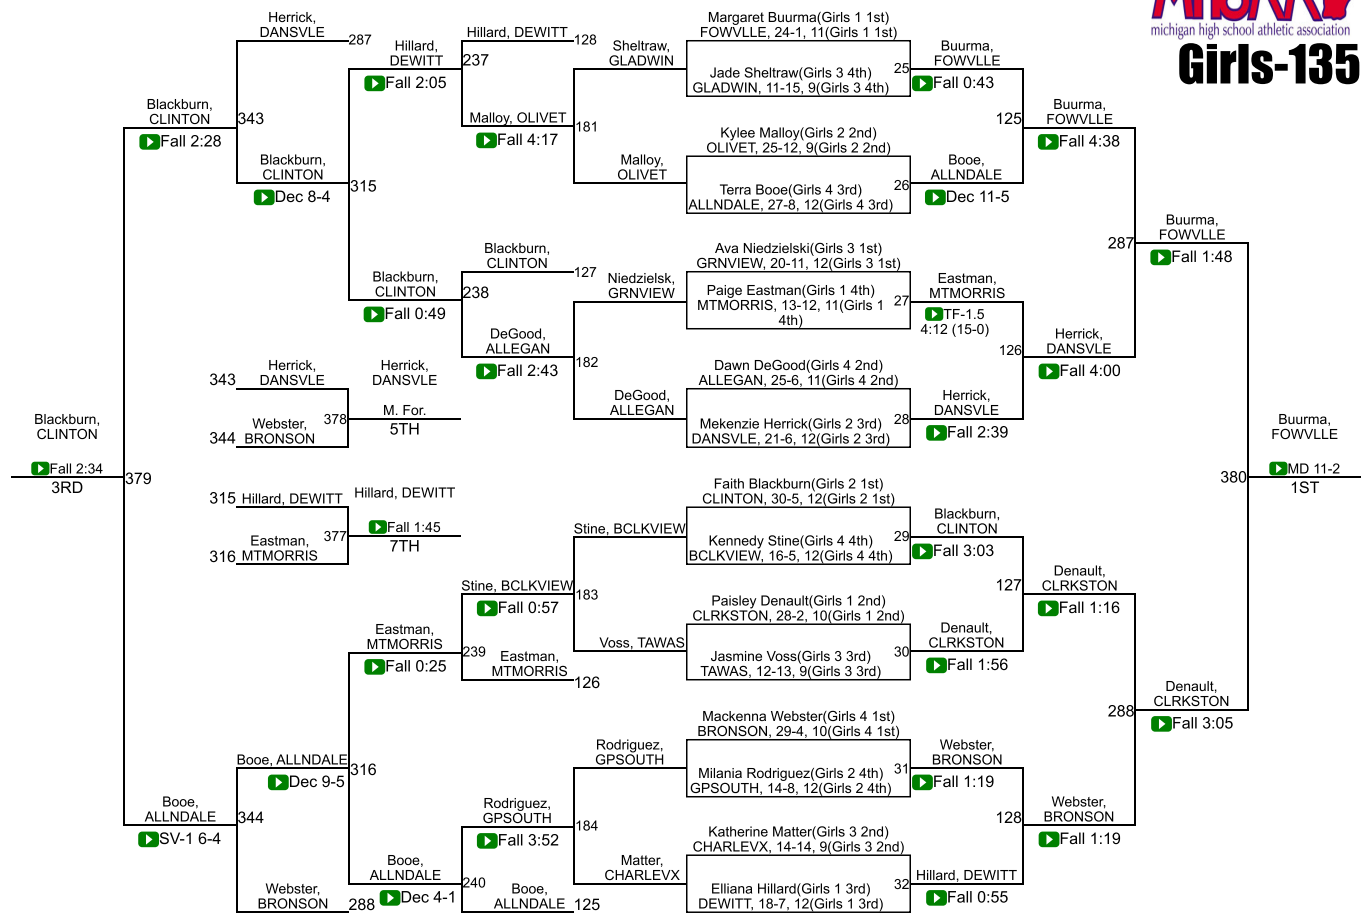 MHSAA
michigan high school athletic association
Girls-135
Herrick,
DANSVLE
287
Blackburn,
CLINTON
Fall 2:28
343
Blackburn,
CLINTON
Dec 8-4
315
Hillard,
DEWITT
Fall 2:05
237
Hillard, DEWITT
128
Malloy, OLIVET
Fall 4:17
181
Sheltraw,
GLADWIN
Malloy,
OLIVET
Margaret Buurma(Girls 1 1st)
FOWVLLE, 24-1, 11(Girls 1 1st)
Jade Sheltraw(Girls 3 4th)
GLADWIN, 11-15, 9(Girls 3 4th)
25
Buurma,
FOWVLLE
Fall 0:43
Kylee Malloy(Girls 2 2nd)
OLIVET, 25-12, 9(Girls 2 2nd)
Terra Booe(Girls 4 3rd)
ALLNDALE, 27-8, 12(Girls 4 3rd)
26
Booe,
ALLNDALE
Dec 11-5
125
Buurma,
FOWVLLE
Fall 4:38
287
Buurma,
FOWVLLE
Fall 1:48
Blackburn,
CLINTON
Fall 0:49
238
Blackburn,
CLINTON
127
DeGood,
ALLEGAN
Fall 2:43
182
Niedzielsk,
GRNVIEW
DeGood,
ALLEGAN
Ava Niedzielski(Girls 3 1st)
GRNVIEW, 20-11, 12(Girls 3 1st)
Paige Eastman(Girls 1 4th)
MTMORRIS, 13-12, 11(Girls 1
4th)
27
Eastman,
MTMORRIS
TF-1.5
4:12 (15-0)
Dawn DeGood(Girls 4 2nd)
ALLEGAN, 25-6, 11(Girls 4 2nd)
Mekenzie Herrick(Girls 2 3rd)
DANSVLE, 21-6, 12(Girls 2 3rd)
28
Herrick,
DANSVLE
Fall 2:39
126
Herrick,
DANSVLE
Fall 4:00
343
Herrick,
DANSVLE
344
Webster,
BRONSON
378
Herrick,
DANSVLE
M. For.
5TH
Blackburn,
CLINTON
Fall 2:34
3RD
379
380
Buurma,
FOWVLLE
MD 11-2
1ST
315
Hillard, DEWITT
316
Eastman,
MTMORRIS
377
Hillard, DEWITT
Fall 1:45
7TH
Stine, BCLKVIEW
Faith Blackburn(Girls 2 1st)
CLINTON, 30-5, 12(Girls 2 1st)
Kennedy Stine(Girls 4 4th)
BCLKVIEW, 16-5, 12(Girls 4 4th)
29
Blackburn,
CLINTON
Fall 3:03
Stine, BCLKVIEW
Fall 0:57
183
Voss, TAWAS
Paisley Denault(Girls 1 2nd)
CLRKSTON, 28-2, 10(Girls 1 2nd)
Jasmine Voss(Girls 3 3rd)
TAWAS, 12-13, 9(Girls 3 3rd)
30
Denault,
CLRKSTON
Fall 1:56
127
Denault,
CLRKSTON
Fall 1:16
Eastman,
MTMORRIS
Fall 0:25
239
Eastman,
MTMORRIS
126
288
Denault,
CLRKSTON
Fall 3:05
Booe, ALLNDALE
Dec 9-5
316
Rodriguez,
GPSOUTH
Mackenna Webster(Girls 4 1st)
BRONSON, 29-4, 10(Girls 4 1st)
Milania Rodriguez(Girls 2 4th)
GPSOUTH, 14-8, 12(Girls 2 4th)
31
Webster,
BRONSON
Fall 1:19
Booe,
ALLNDALE
SV-1 6-4
344
Rodriguez,
GPSOUTH
Fall 3:52
184
Matter,
CHARLEVX
Katherine Matter(Girls 3 2nd)
CHARLEVX, 14-14, 9(Girls 3 2nd)
Elliana Hillard(Girls 1 3rd)
DEWITT, 18-7, 12(Girls 1 3rd)
32
Hillard, DEWITT
Fall 0:55
128
Webster,
BRONSON
Fall 1:19
Booe,
ALLNDALE
Dec 4-1
240
Booe,
ALLNDALE
125
Webster,
BRONSON
288